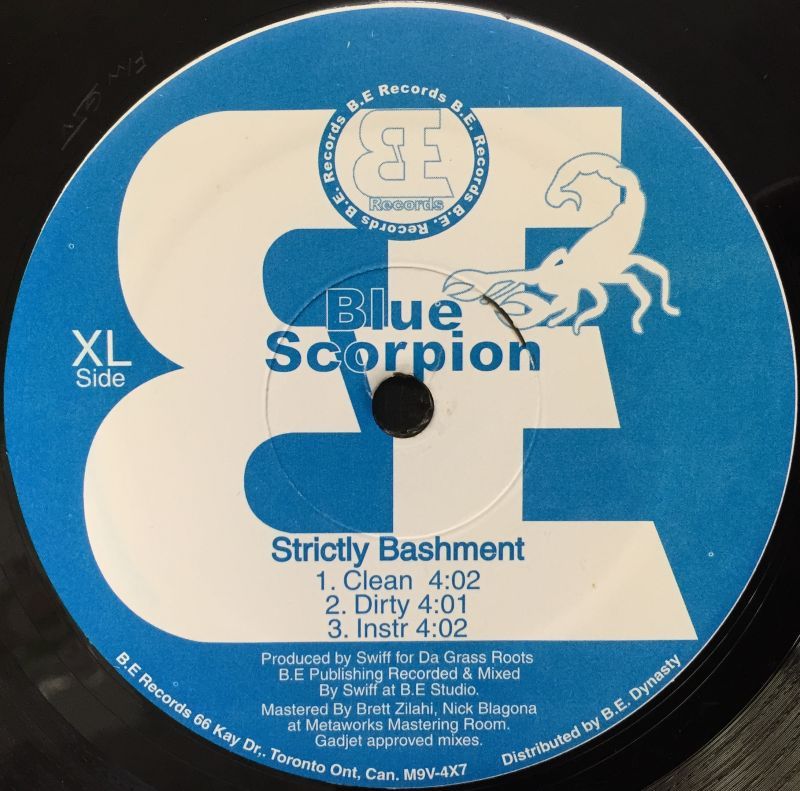 B.E Records B.E. Records B.E. Records B.E. Records
BE
Records
Blue
Scorpion
XL
Side
Strictly Bashment
1. Clean 4:02
2. Dirty 4:01
3. Instr 4:02
Produced by Swiff for Da Grass Roots
B.E Publishing Recorded & Mixed
By Swiff at B.E Studio.
Mastered By Brett Zilahi, Nick Blagona
at Metaworks Mastering Room.
Gadjet approved mixes.
B.E Records 66 Kay Dr,. Toronto Ont, Can. M9V-4X7
Distributed by B.E. Dynasty